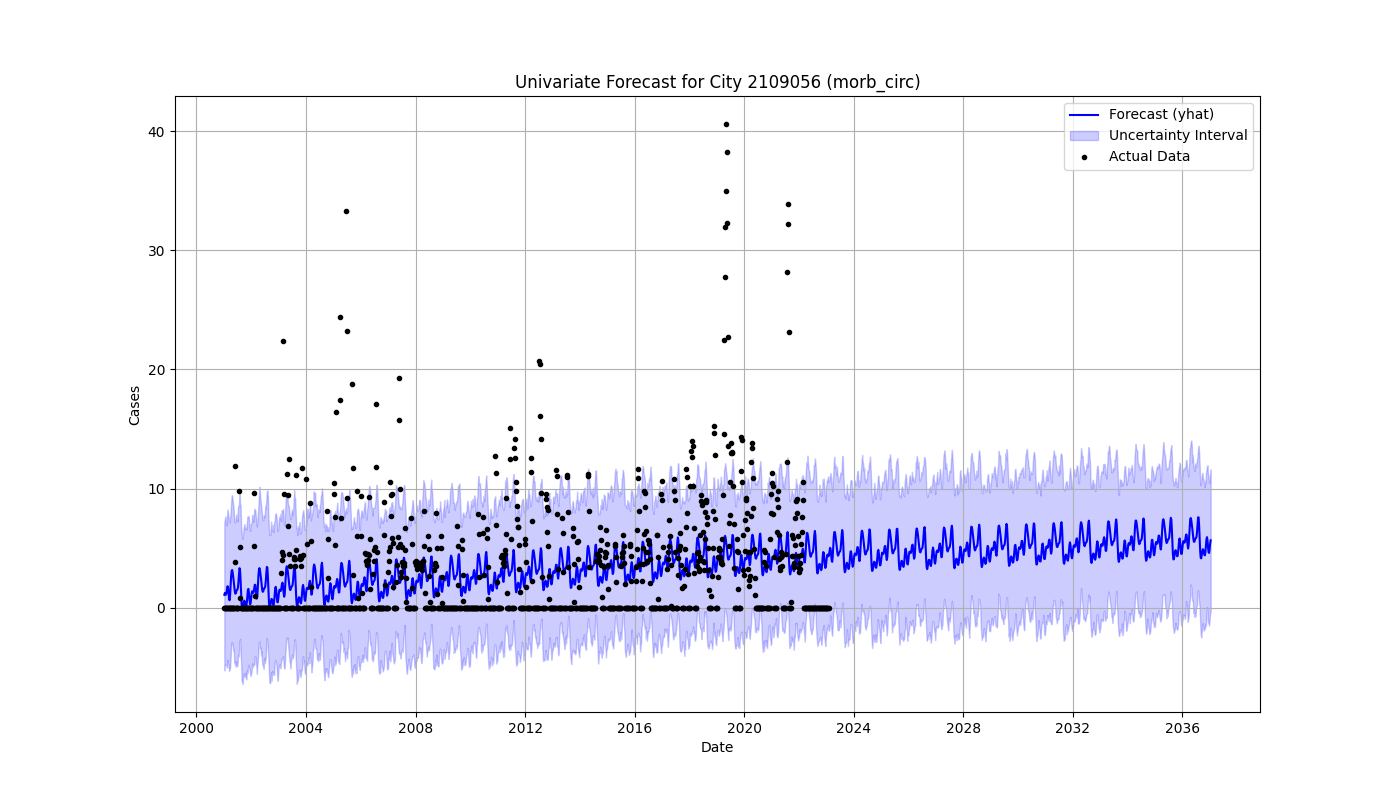 Univariate Forecast for City 2109056 (morb_circ)
Forecast (yhat)
Uncertainty Interval
Actual Data
Cases
40
30
20
10
0
2000 2004 2008 2012 2016 2020 2024 2028 2032 2036
Date